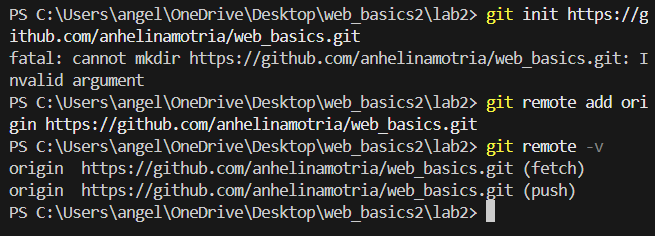 PS C:\Users\angel\OneDrive\Desktop\web_basics2\lab2> git init https://g
ithub.com/anhelinamotria/web_basics.git
fatal: cannot mkdir https://github.com/anhelinamotria/web_basics.git: I
nvalid argument
PS C:\Users\angel\OneDrive\Desktop\web_basics2\lab2> git remote add ori
gin https://github.com/anhelinamotria/web_basics.git
PS C:\Users\angel\OneDrive\Desktop\web_basics2\lab2> git remote -v
origin  https://github.com/anhelinamotria/web_basics.git (fetch)
origin  https://github.com/anhelinamotria/web_basics.git (push)
PS C:\Users\angel\OneDrive\Desktop\web_basics2\lab2>